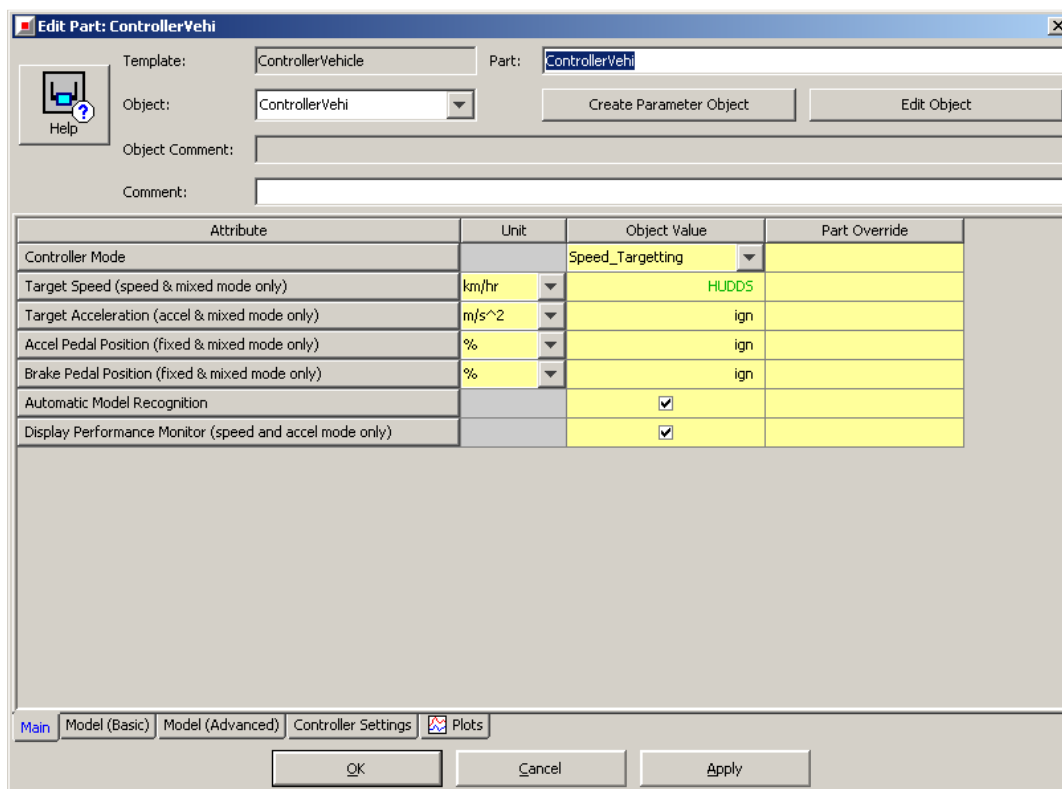 Edit Part: ControllerVehi
Template: ControllerVehicle Part: ControllerVehi
Help
Object: ControllerVehi Create Parameter Object Edit Object
Object Comment:
Comment:
Attribute Unit Object Value Part Override
Controller Mode Speed_Targetting
Target Speed (speed & mixed mode only) km/hr HUDDS
Target Acceleration (accel & mixed mode only) m/s^2 ign
Accel Pedal Position (fixed & mixed mode only) % ign
Brake Pedal Position (fixed & mixed mode only) % ign
Automatic Model Recognition
Display Performance Monitor (speed and accel mode only)
Main Model (Basic) Model (Advanced) Controller Settings Plots
OK Cancel Apply